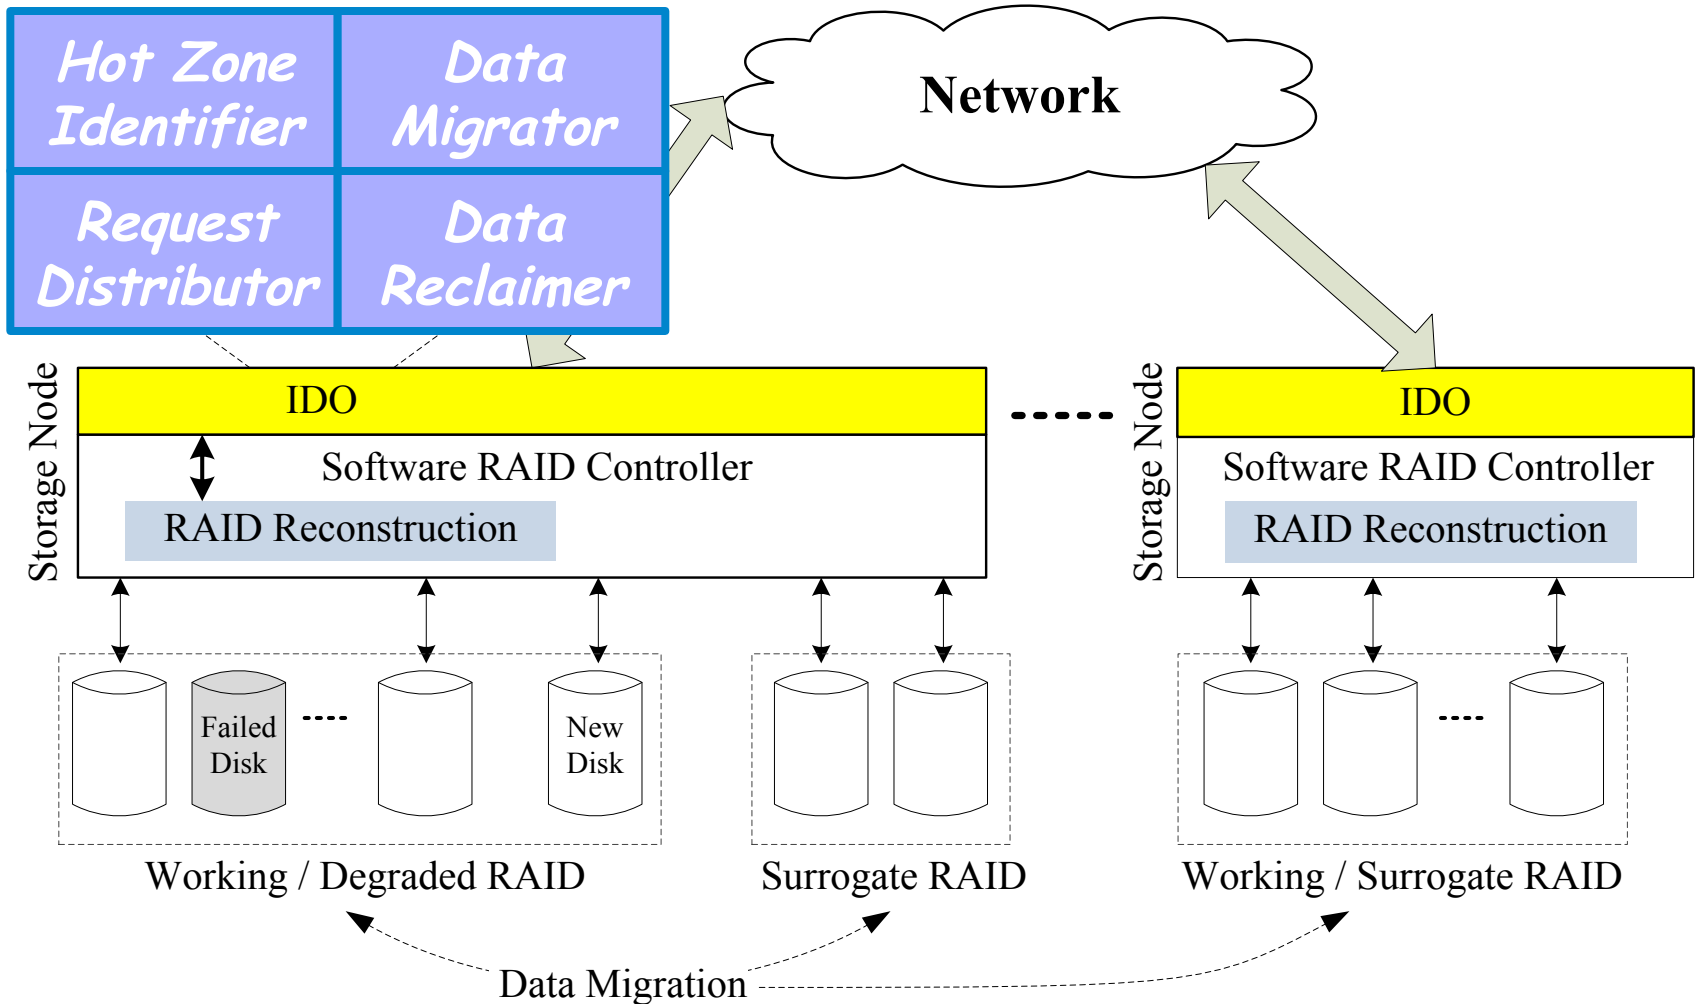 Hot Zone
Identifier
Data
Migrator
Request
Distributor
Data
Reclaimer
Network
Storage Node
IDO
Software RAID Controller
RAID Reconstruction
Storage Node
IDO
Software RAID Controller
RAID Reconstruction
Failed
Disk
New
Disk
Working / Degraded RAID
Surrogate RAID
Working / Surrogate RAID
Data Migration